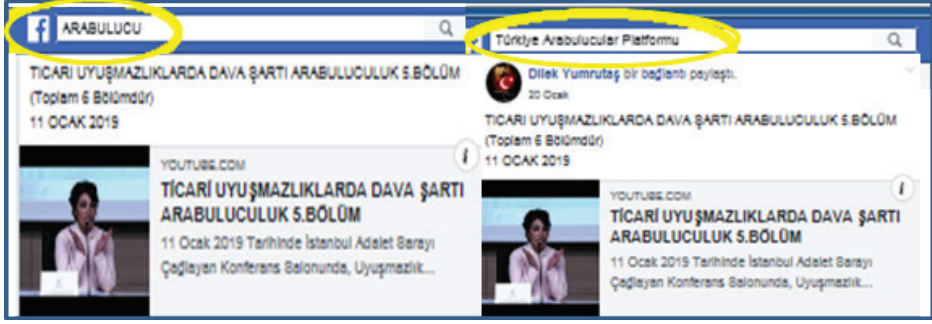 ARABULUCU
TICARI UYUŞMAZLIKLARDA DAVA ŞARTI ARABULUCULUK 5.BÖLÜM
(Toplam 6 Bölümdür)
11 OCAK 2019
YOUTUBE.COM
TİCARİ UYUŞMAZLIKLARDA DAVA ŞARTI
ARABULUCULUK 5.BÖLÜM
11 Ocak 2019 Tarihinde İstanbul Adalet Sarayı
Çağlayan Konferans Salonunda, Uyuşmazlık...
Türkiye Arabulucular Platformu
Dilek Yumrutaş bir bağlantı paylaştı.
20 Ocak
TICARI UYUŞMAZLIKLARDA DAVA ŞARTI ARABULUCULUK 5.BÖLÜM
(Toplam 6 Bölümdür)
11 OCAK 2019
YOUTUBE.COM
TİCARİ UYUŞMAZLIKLARDA DAVA ŞARTI
ARABULUCULUK 5.BÖLÜM
11 Ocak 2019 Tarihinde İstanbul Adalet Sarayı
Çağlayan Konferans Salonunda, Uyuşmazlık...